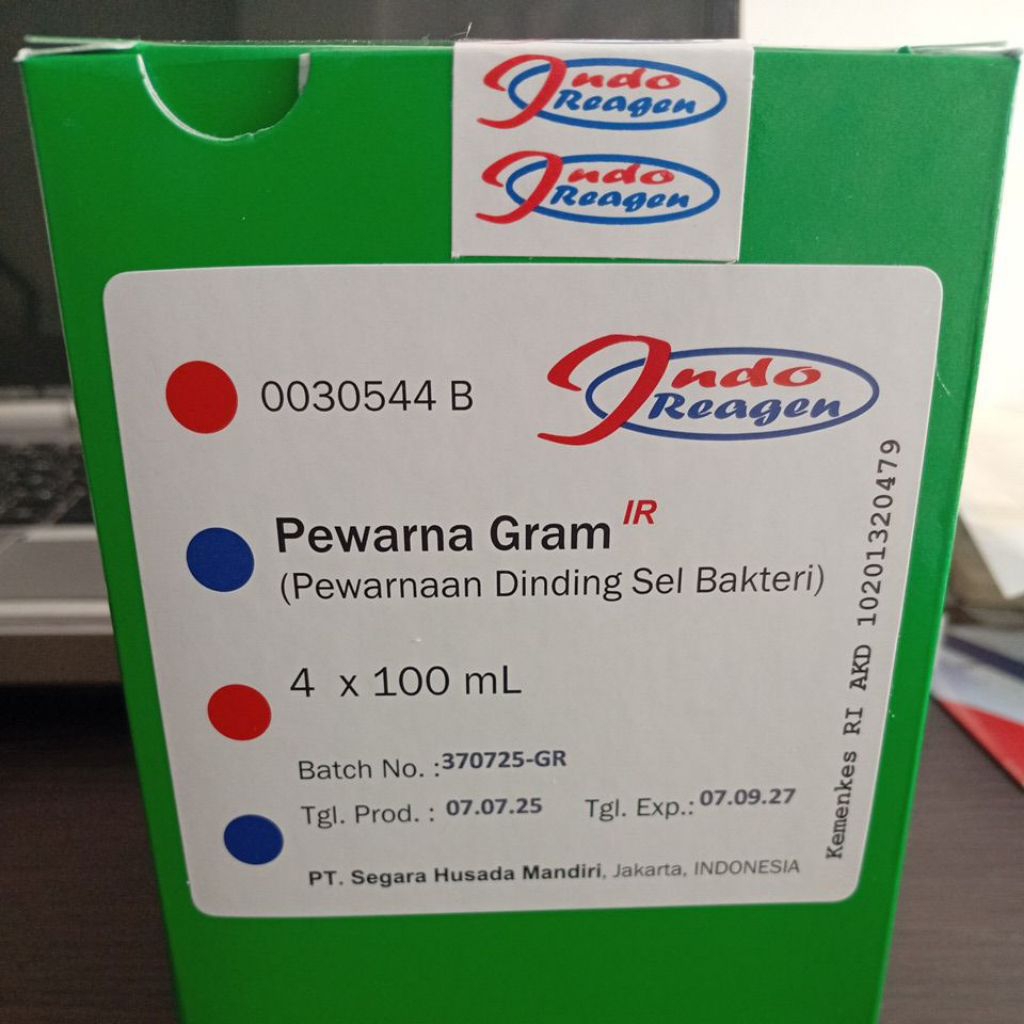 Indo
Reagen
Indo
Reagen
0030544 B
Indo
Reagen
Pewarna Gram IR
(Pewarnaan Dinding Sel Bakteri)
4 x 100 mL
Batch No. :370725-GR
Tgl. Prod. : 07.07.25 Tgl. Exp.: 07.09.27
PT. Segara Husada Mandiri, Jakarta, INDONESIA
Kemenkes RI AKD 10201320479